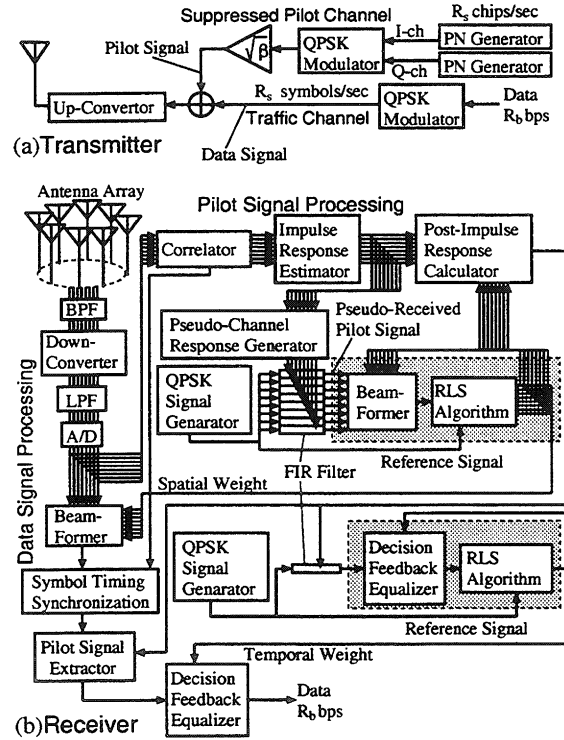 Suppressed Pilot Channel
R_s chips/sec
Pilot Signal
√β
QPSK
Modulator
I-ch
Q-ch
PN Generator
PN Generator
Up-Convertor
R_s symbols/sec
Traffic Channel
QPSK
Modulator
Data
R_b bps
Data Signal
(a)Transmitter
Antenna Array
Pilot Signal Processing
Correlator
Impulse
Response
Estimator
Post-Impulse
Response
Calculator
BPF
Down-
Converter
LPF
A/D
Data Signal Processing
Pseudo-Channel
Response Generator
Pseudo-Received
Pilot Signal
QPSK
Signal
Genarator
Beam-
Former
RLS
Algorithm
Reference Signal
FIR Filter
Spatial Weight
Beam-
Former
Symbol Timing
Synchronization
QPSK
Signal
Genarator
Decision
Feedback
Equalizer
RLS
Algorithm
Reference Signal
Pilot Signal
Extractor
Temporal Weight
Decision
Feedback
Equalizer
Data
R_b bps
(b)Receiver